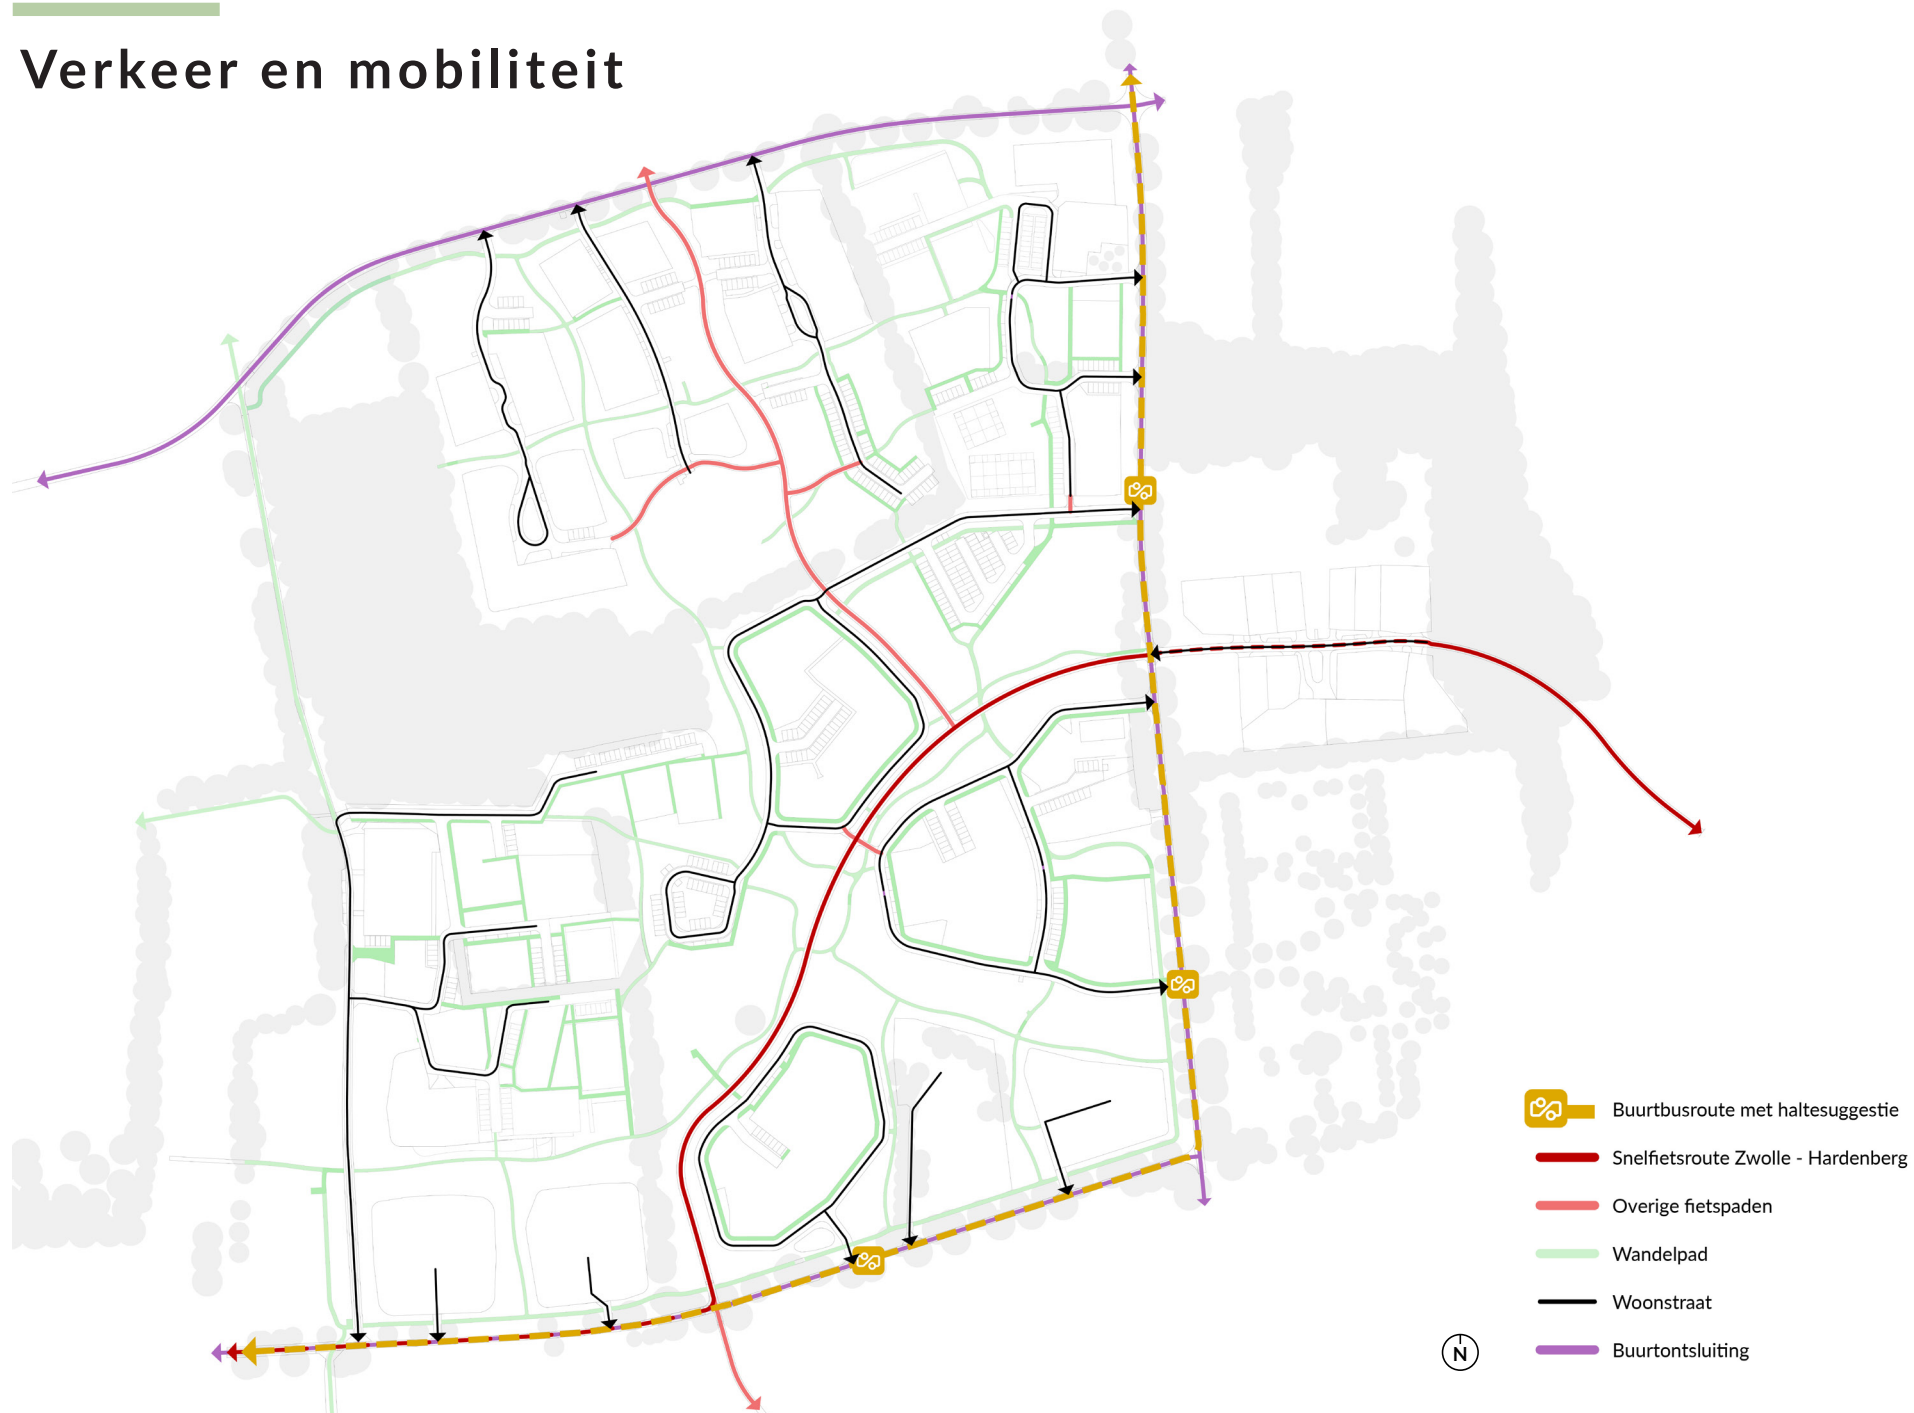 Verkeer en mobiliteit
Buurtbusroute met haltesuggestie
Snelfietsroute Zwolle - Hardenberg
Overige fietspaden
Wandelpad
Woonstraat
N
Buurtontsluiting